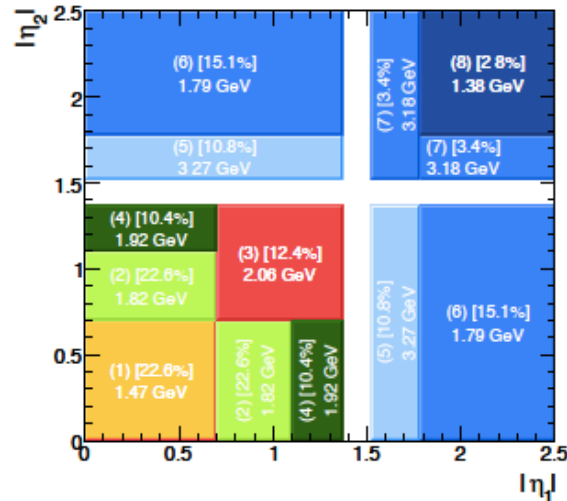 |η₂|
2.5
(6) [15.1%]
1.79 GeV
(7) [3.4%]
3.18 GeV
(8) [2.8%]
1.38 GeV
2
(5) [10.8%]
3.27 GeV
(7) [3.4%]
3.18 GeV
1.5
(4) [10.4%]
1.92 GeV
(3) [12.4%]
2.06 GeV
(2) [22.6%]
1.82 GeV
1
(5) [10.8%]
3.27 GeV
(6) [15.1%]
1.79 GeV
0.5
(1) [22.6%]
1.47 GeV
(2) [22.6%]
1.82 GeV
(4) [10.4%]
1.92 GeV
0
0 0.5 1 1.5 2 2.5
|η₁|